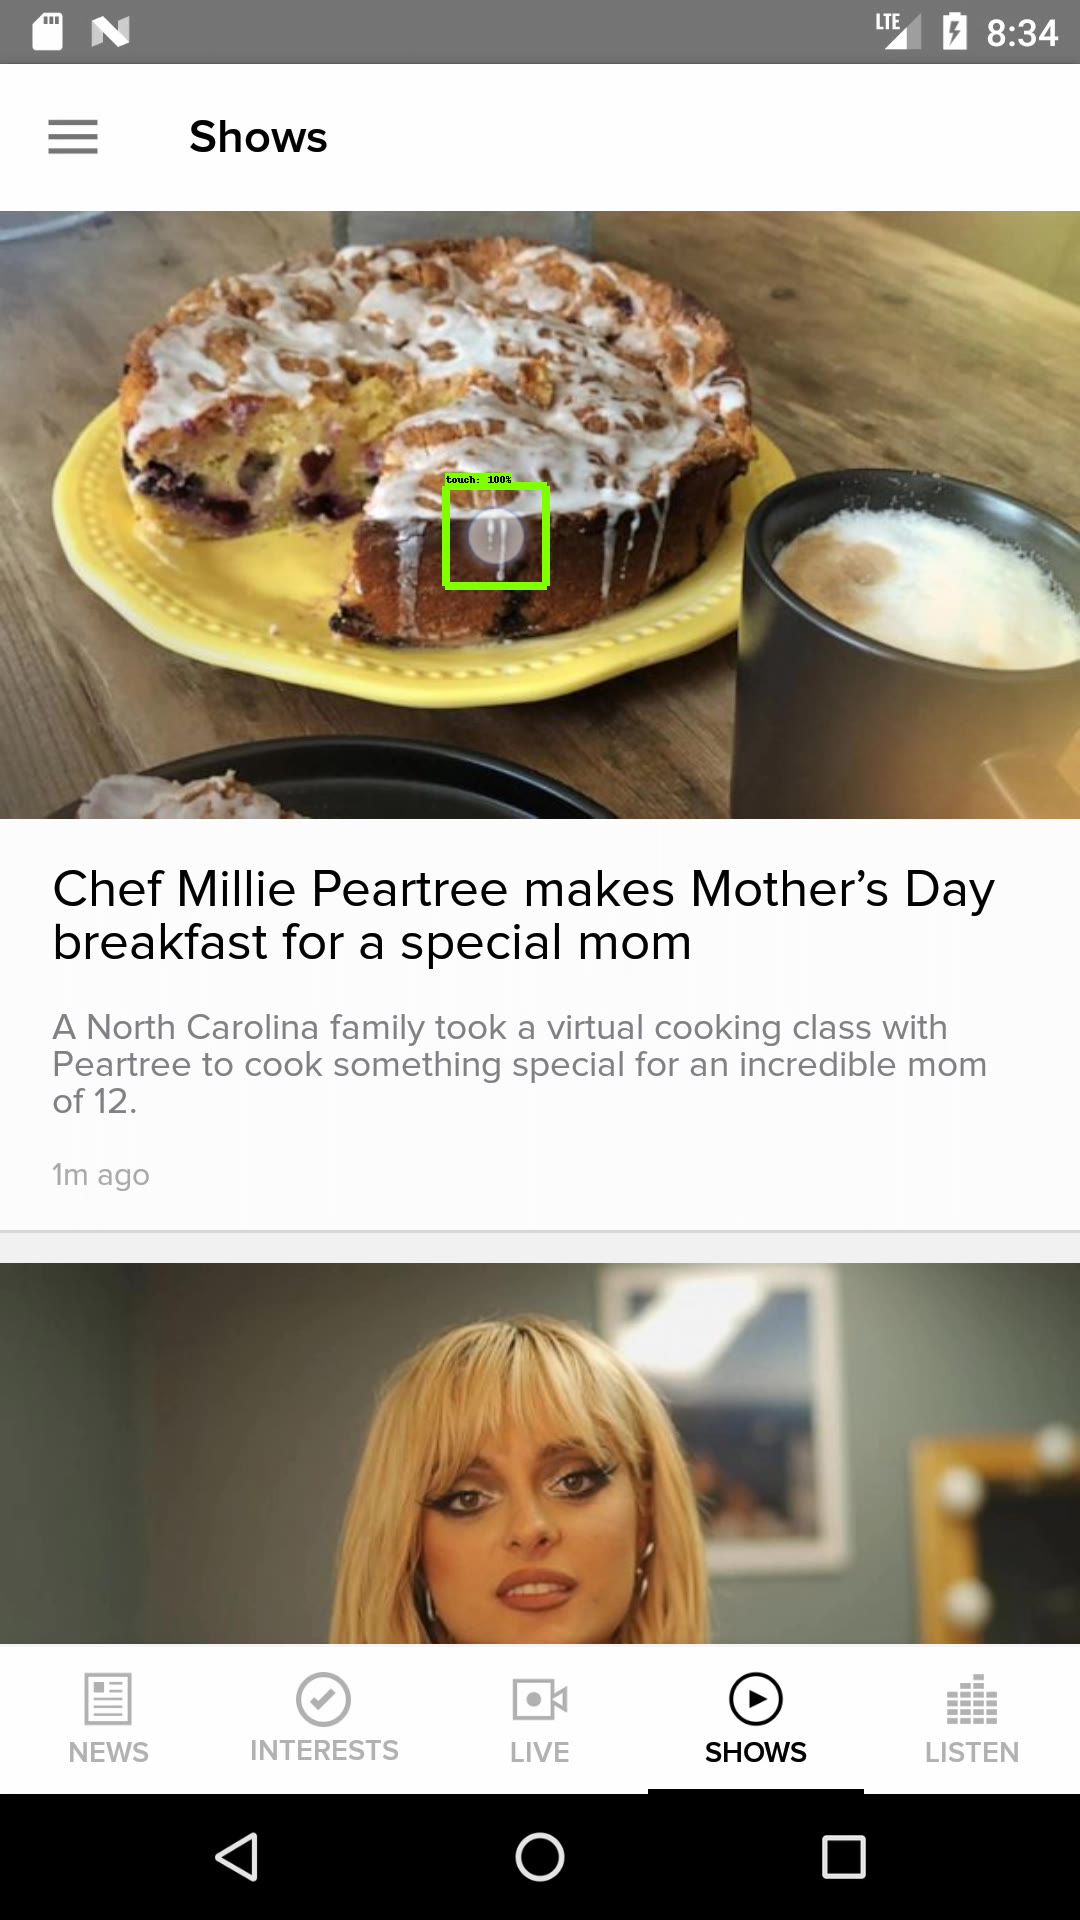 LTE 8:34
Shows
touch: 100%
Chef Millie Peartree makes Mother’s Day
breakfast for a special mom
A North Carolina family took a virtual cooking class with
Peartree to cook something special for an incredible mom
of 12.
1m ago
NEWS INTERESTS LIVE SHOWS LISTEN